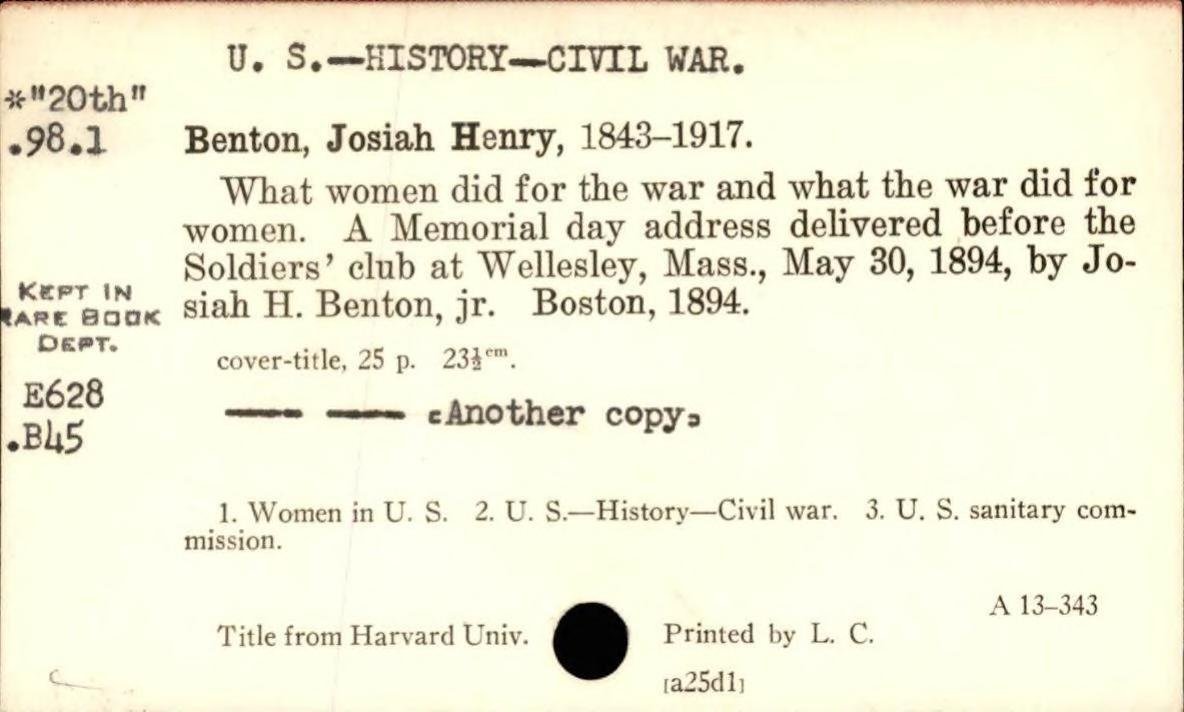 U. S.—HISTORY—CIVIL WAR.
*"20th"
.98.1
Benton, Josiah Henry, 1843–1917.
What women did for the war and what the war did for
women. A Memorial day address delivered before the
Soldiers' club at Wellesley, Mass., May 30, 1894, by Jo-
siah H. Benton, jr. Boston, 1894.
KEPT IN
RARE BOOK
DEPT.
cover-title, 25 p. 23½ᶜᵐ.
E628
.B45
—— —— [Another copy]
1. Women in U. S. 2. U. S.—History—Civil war. 3. U. S. sanitary com-
mission.
A 13–343
Title from Harvard Univ. Printed by L. C.
[a25d1]